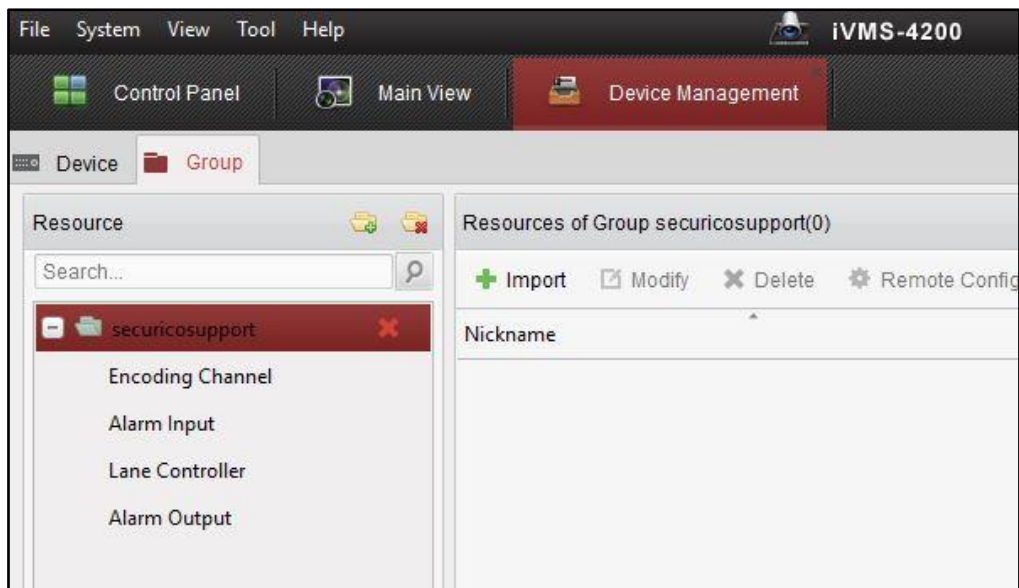 File System View Tool Help iVMS-4200
Control Panel Main View Device Management
Device Group
Resource
Search...
securicosupport
Encoding Channel
Alarm Input
Lane Controller
Alarm Output
Resources of Group securicosupport(0)
Import Modify Delete Remote Config
Nickname